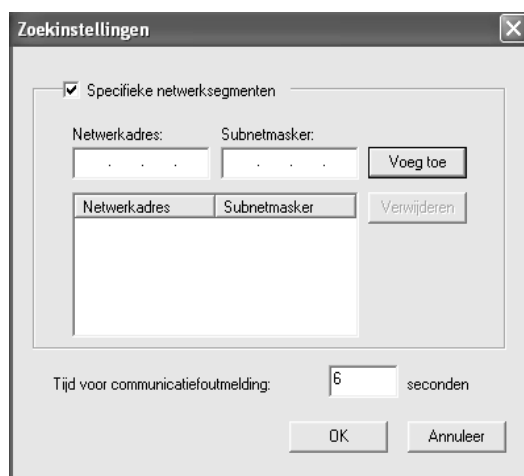 Zoekinstellingen
Specifieke netwerksegmenten
Netwerkadres: Subnetmasker:
. . . . . . Voeg toe
Netwerkadres Subnetmasker Verwijderen
Tijd voor communicatiefoutmelding: 6 seconden
OK Annuleer